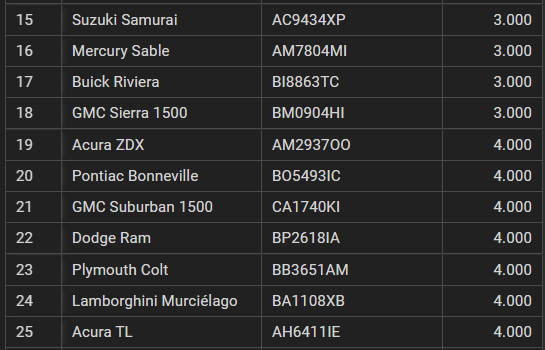 15 Suzuki Samurai AC9434XP 3.000
16 Mercury Sable AM7804MI 3.000
17 Buick Riviera BI8863TC 3.000
18 GMC Sierra 1500 BM0904HI 3.000
19 Acura ZDX AM2937OO 4.000
20 Pontiac Bonneville BO5493IC 4.000
21 GMC Suburban 1500 CA1740KI 4.000
22 Dodge Ram BP2618IA 4.000
23 Plymouth Colt BB3651AM 4.000
24 Lamborghini Murciélago BA1108XB 4.000
25 Acura TL AH6411IE 4.000